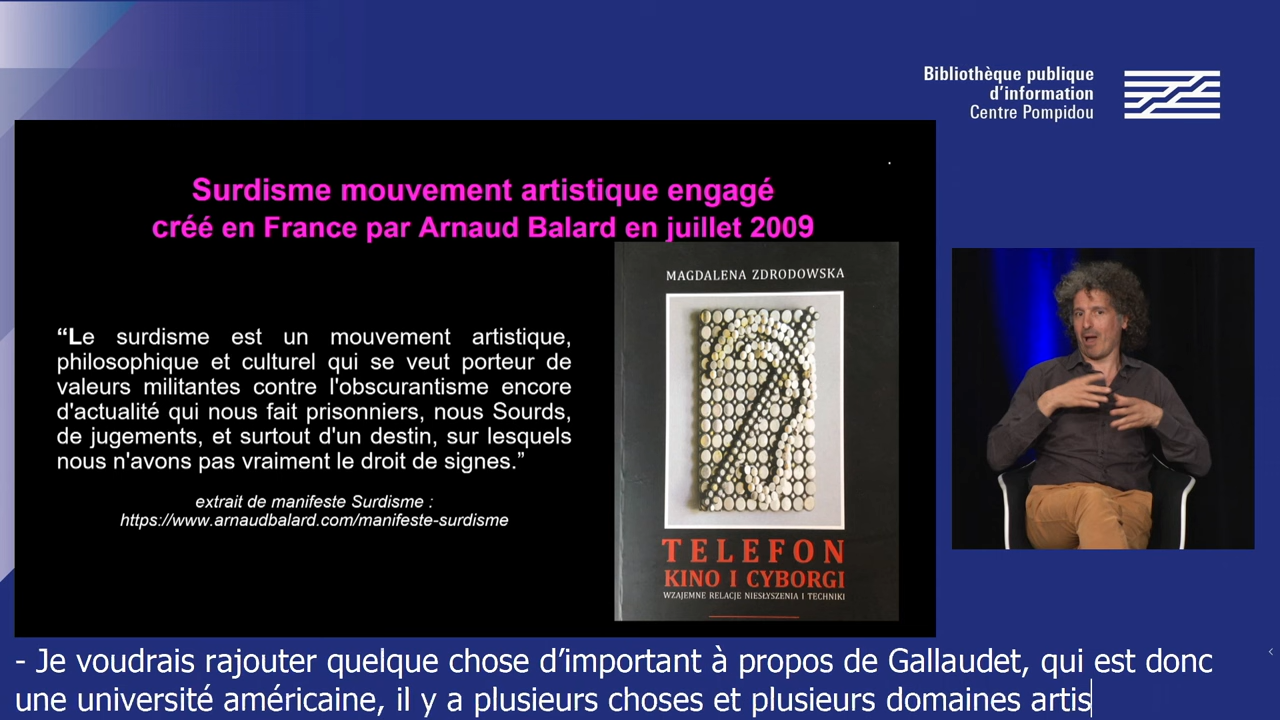 Bibliothèque publique
d'information
Centre Pompidou
Surdisme mouvement artistique engagé
créé en France par Arnaud Balard en juillet 2009
“Le surdisme est un mouvement artistique,
philosophique et culturel qui se veut porteur de
valeurs militantes contre l'obscurantisme encore
d'actualité qui nous fait prisonniers, nous Sourds,
de jugements, et surtout d'un destin, sur lesquels
nous n'avons pas vraiment le droit de signes.”
extrait de manifeste Surdisme :
https://www.arnaudbalard.com/manifeste-surdisme
MAGDALENA ZDRODOWSKA
TELEFON
KINO I CYBORGI
WZAJEMNE RELACJE NIESŁYSZENIA I TECHNIKI
- Je voudrais rajouter quelque chose d’important à propos de Gallaudet, qui est donc
une université américaine, il y a plusieurs choses et plusieurs domaines artis